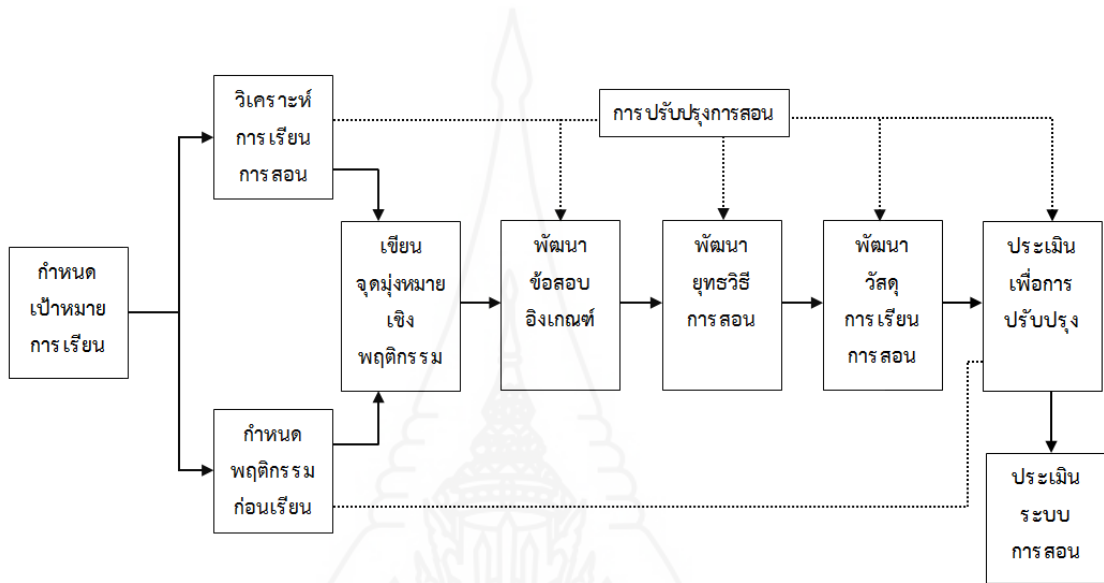 วิเคราะห์
การเรียน
การสอน
การปรับปรุงการสอน
กำหนด
เป้าหมาย
การเรียน
เขียน
จุดมุ่งหมาย
เชิง
พฤติกรรม
พัฒนา
ข้อสอบ
อิงเกณฑ์
พัฒนา
ยุทธวิธี
การสอน
พัฒนา
วัสดุ
การเรียน
การสอน
ประเมิน
เพื่อการ
ปรับปรุง
กำหนด
พฤติกรรม
ก่อนเรียน
ประเมิน
ระบบ
การสอน